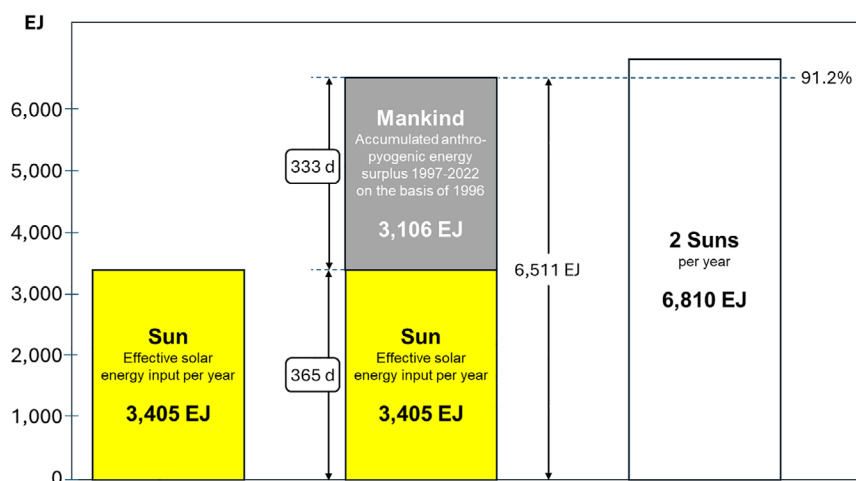 EJ
6,000
5,000
4,000
3,000
2,000
1,000
0
Sun
Effective solar
energy input per year
3,405 EJ
333 d
365 d
Mankind
Accumulated anthro-
pyogenic energy
surplus 1997-2022
on the basis of 1996
3,106 EJ
Sun
Effective solar
energy input per year
3,405 EJ
6,511 EJ
2 Suns
per year
6,810 EJ
91.2%